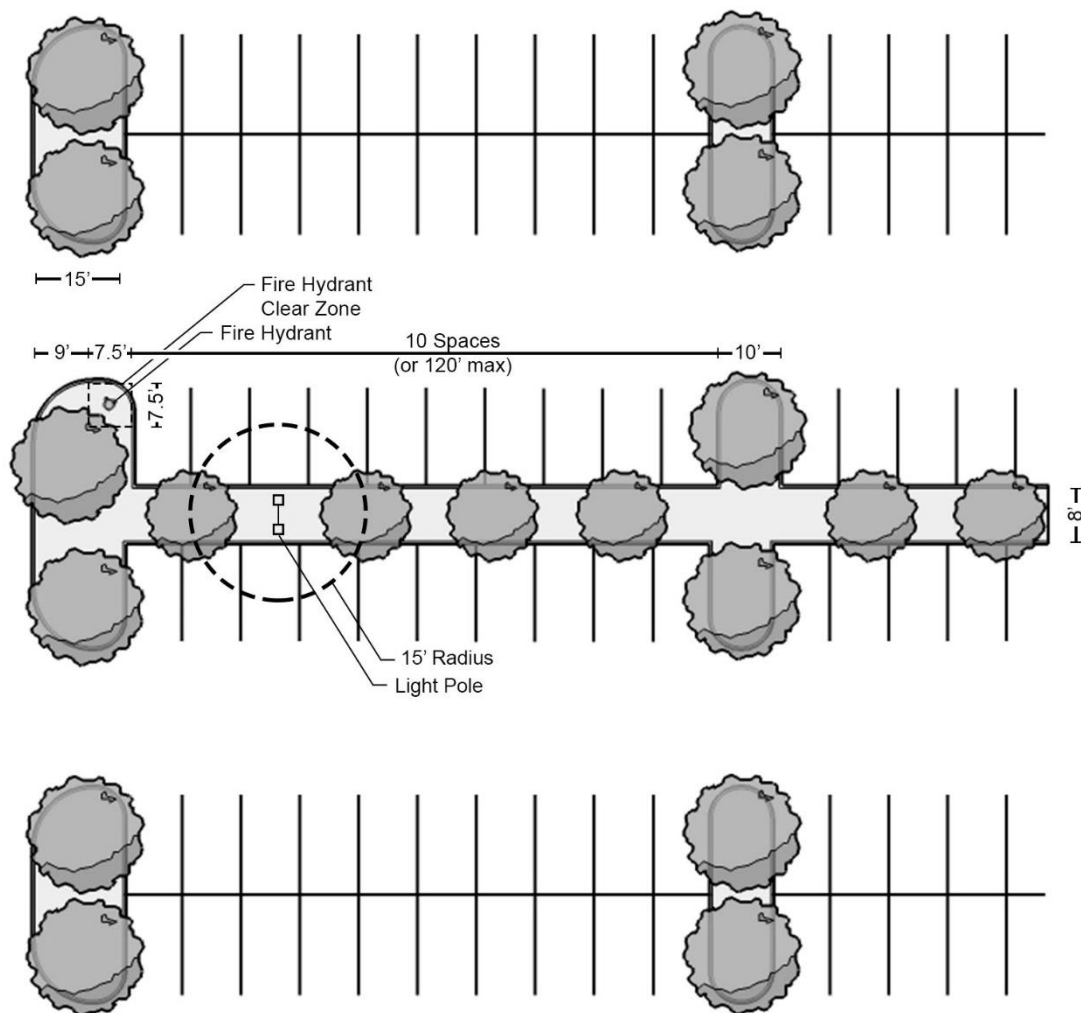 15'
Fire Hydrant
Clear Zone
Fire Hydrant
9'
7.5'
10 Spaces
(or 120' max)
10'
7.5'
8'
15' Radius
Light Pole